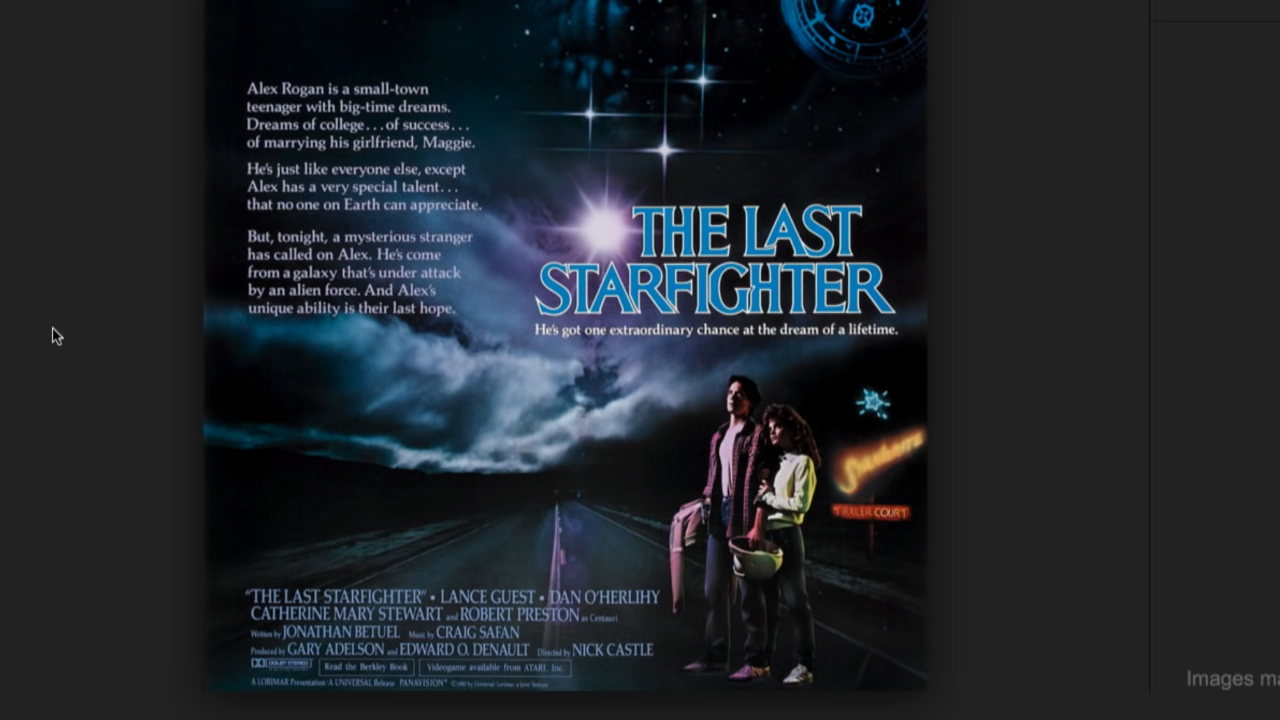 Alex Rogan is a small-town
teenager with big-time dreams.
Dreams of college...of success...
of marrying his girlfriend, Maggie.
He's just like everyone else, except
Alex has a very special talent...
that no one on Earth can appreciate.
But, tonight, a mysterious stranger
has called on Alex. He's come
from a galaxy that's under attack
by an alien force. And Alex's
unique ability is their last hope.
THE LAST
STARFIGHTER
He's got one extraordinary chance at the dream of a lifetime.
TRAILER COURT
"THE LAST STARFIGHTER" • LANCE GUEST • DAN O'HERLIHY
CATHERINE MARY STEWART and ROBERT PRESTON as Centauri
Written by JONATHAN BETUEL Music by CRAIG SAFAN
Produced by GARY ADELSON and EDWARD O. DENAULT Directed by NICK CASTLE
DOLBY STEREO Read the Berkley Book Videogame available from ATARI, Inc.
A LORIMAR Presentation A UNIVERSAL Release PANAVISION®
Images ma